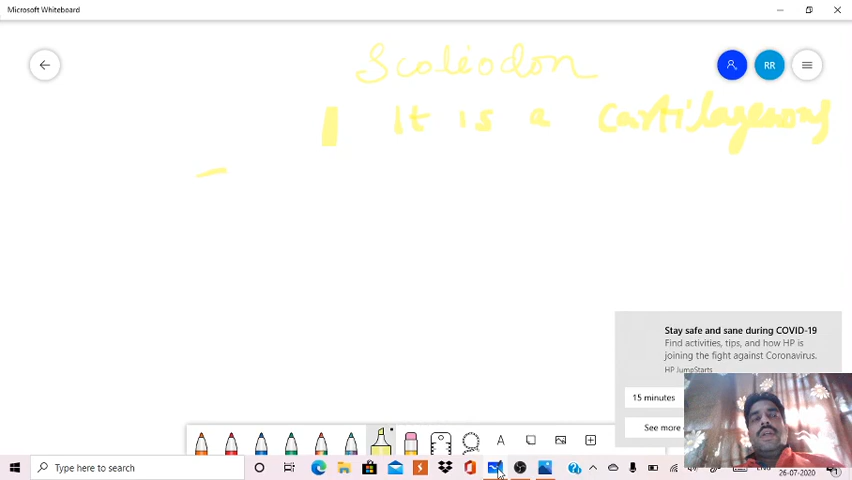 Microsoft Whiteboard
Scoliodon
RR
It is a Cartilagenous
Stay safe and sane during COVID-19
Find activities, tips, and how HP is
joining the fight against Coronavirus.
HP JumpStarts
15 minutes
See more
A
Type here to search
26-07-2020